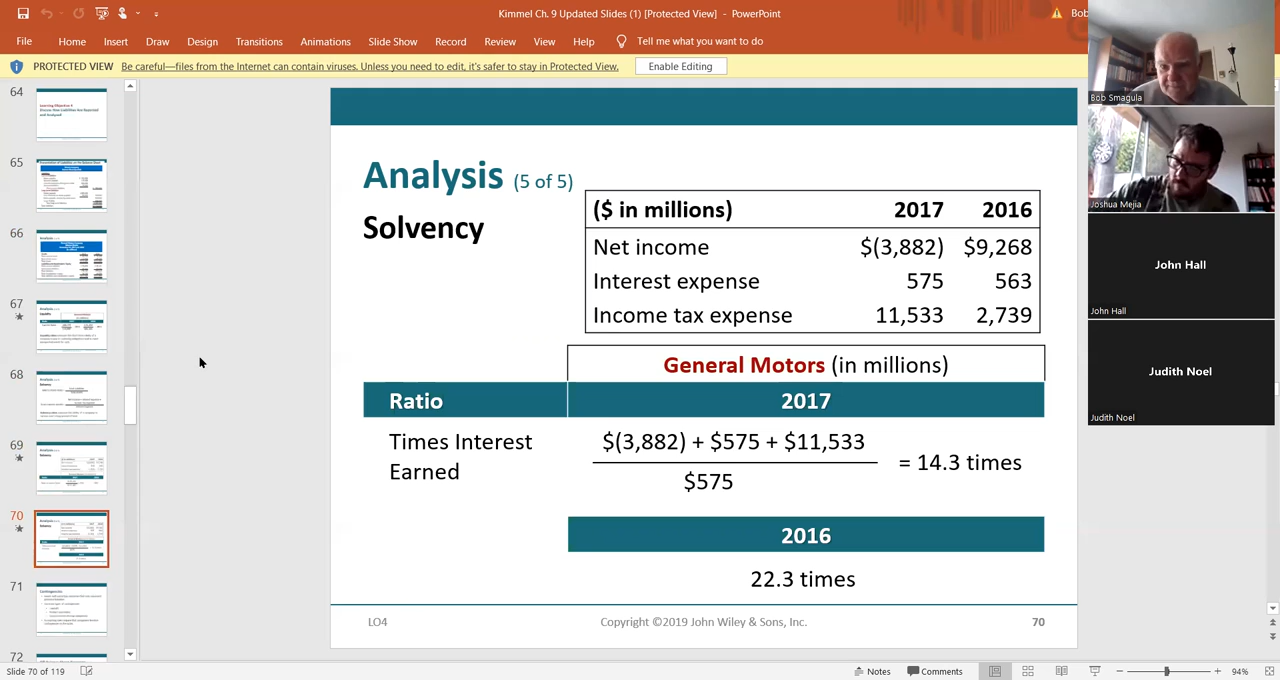 Kimmel Ch. 9 Updated Slides (1) [Protected View] - PowerPoint
Bob
File Home Insert Draw Design Transitions Animations Slide Show Record Review View Help Tell me what you want to do
PROTECTED VIEW Be careful—files from the Internet can contain viruses. Unless you need to edit, it's safer to stay in Protected View. Enable Editing
64
65
66
67
68
69
70
71
72
Analysis (5 of 5)
Solvency
($ in millions) 2017 2016
Net income $(3,882) $9,268
Interest expense 575 563
Income tax expense 11,533 2,739
General Motors (in millions)
Ratio 2017
Times Interest Earned
$(3,882) + $575 + $11,533
$575
= 14.3 times
2016
22.3 times
LO4 Copyright ©2019 John Wiley & Sons, Inc. 70
Bob Smagula
Joshua Mejia
John Hall
John Hall
Judith Noel
Judith Noel
Slide 70 of 119 Notes Comments 94%